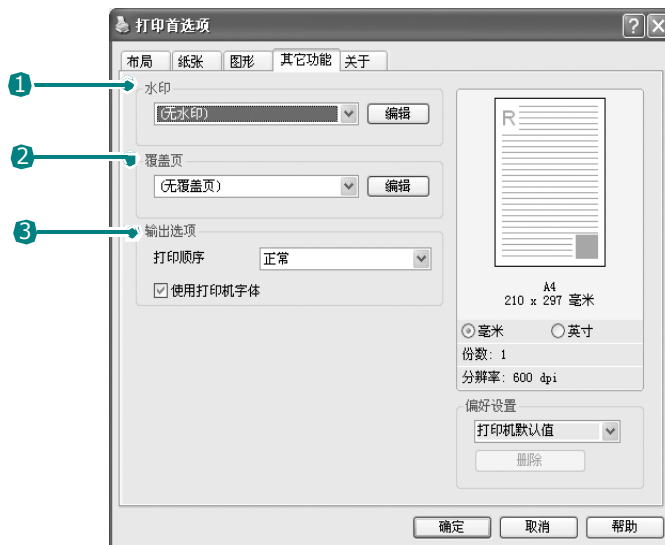 打印首选项
布局 纸张 图形 其它功能 关于
1 水印
(无水印) 编辑
2 覆盖页
(无覆盖页) 编辑
3 输出选项
打印顺序 正常
使用打印机字体
R
A4
210 x 297 毫米
毫米 英寸
份数: 1
分辨率: 600 dpi
偏好设置
打印机默认值
删除
确定 取消 帮助